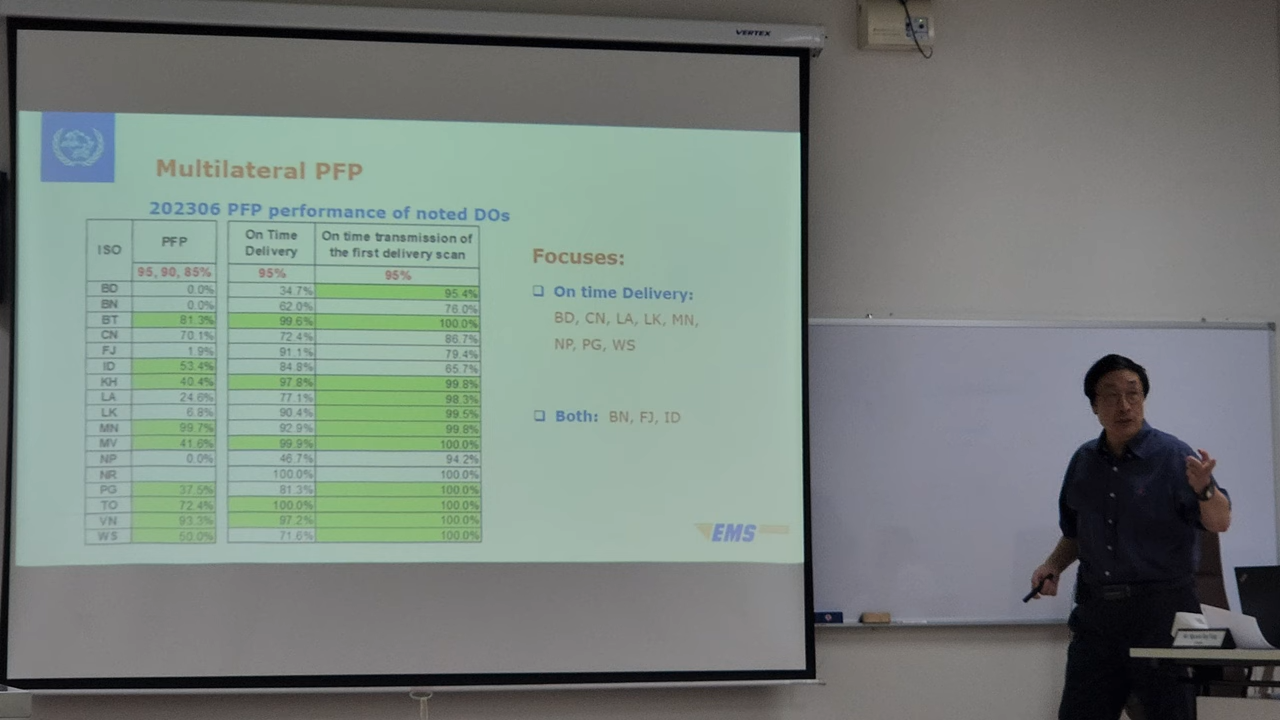 VERTEX
Multilateral PFP
202306 PFP performance of noted DOs
ISO PFP On Time Delivery On time transmission of the first delivery scan
95, 90, 85% 95% 95%
BD 0.0% 34.7% 95.4%
BN 0.0% 62.0% 76.0%
BT 81.3% 99.6% 100.0%
CN 70.1% 72.4% 86.7%
FJ 1.9% 91.1% 79.4%
ID 53.4% 84.8% 65.7%
KH 40.4% 97.8% 99.8%
LA 24.6% 77.1% 98.3%
LK 6.8% 90.4% 99.5%
MN 99.7% 92.9% 99.8%
MV 41.6% 99.9% 100.0%
NP 0.0% 46.7% 94.2%
NR 100.0% 100.0%
PG 37.5% 81.3% 100.0%
TO 72.4% 100.0% 100.0%
VN 93.3% 97.2% 100.0%
WS 50.0% 71.6% 100.0%
Focuses:
On time Delivery:
BD, CN, LA, LK, MN,
NP, PG, WS
Both: BN, FJ, ID
EMS